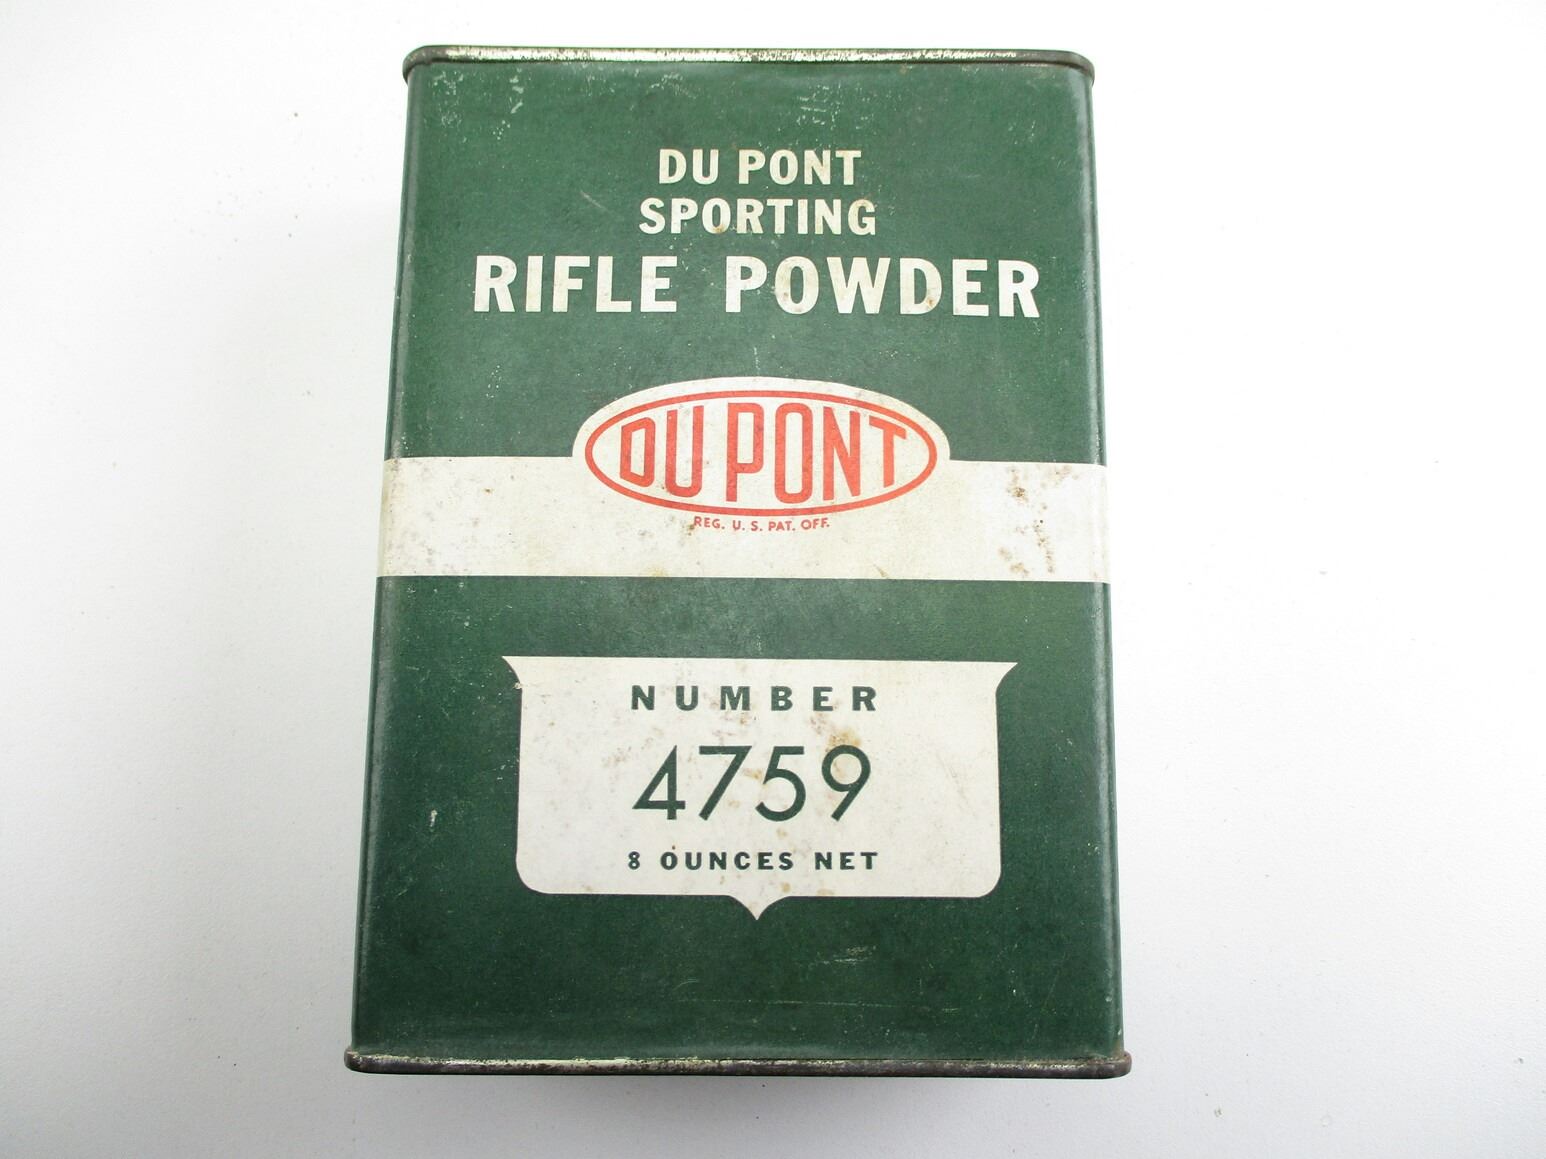 DU PONT
SPORTING
RIFLE POWDER
DU PONT
REG. U. S. PAT. OFF.
NUMBER
4759
8 OUNCES NET